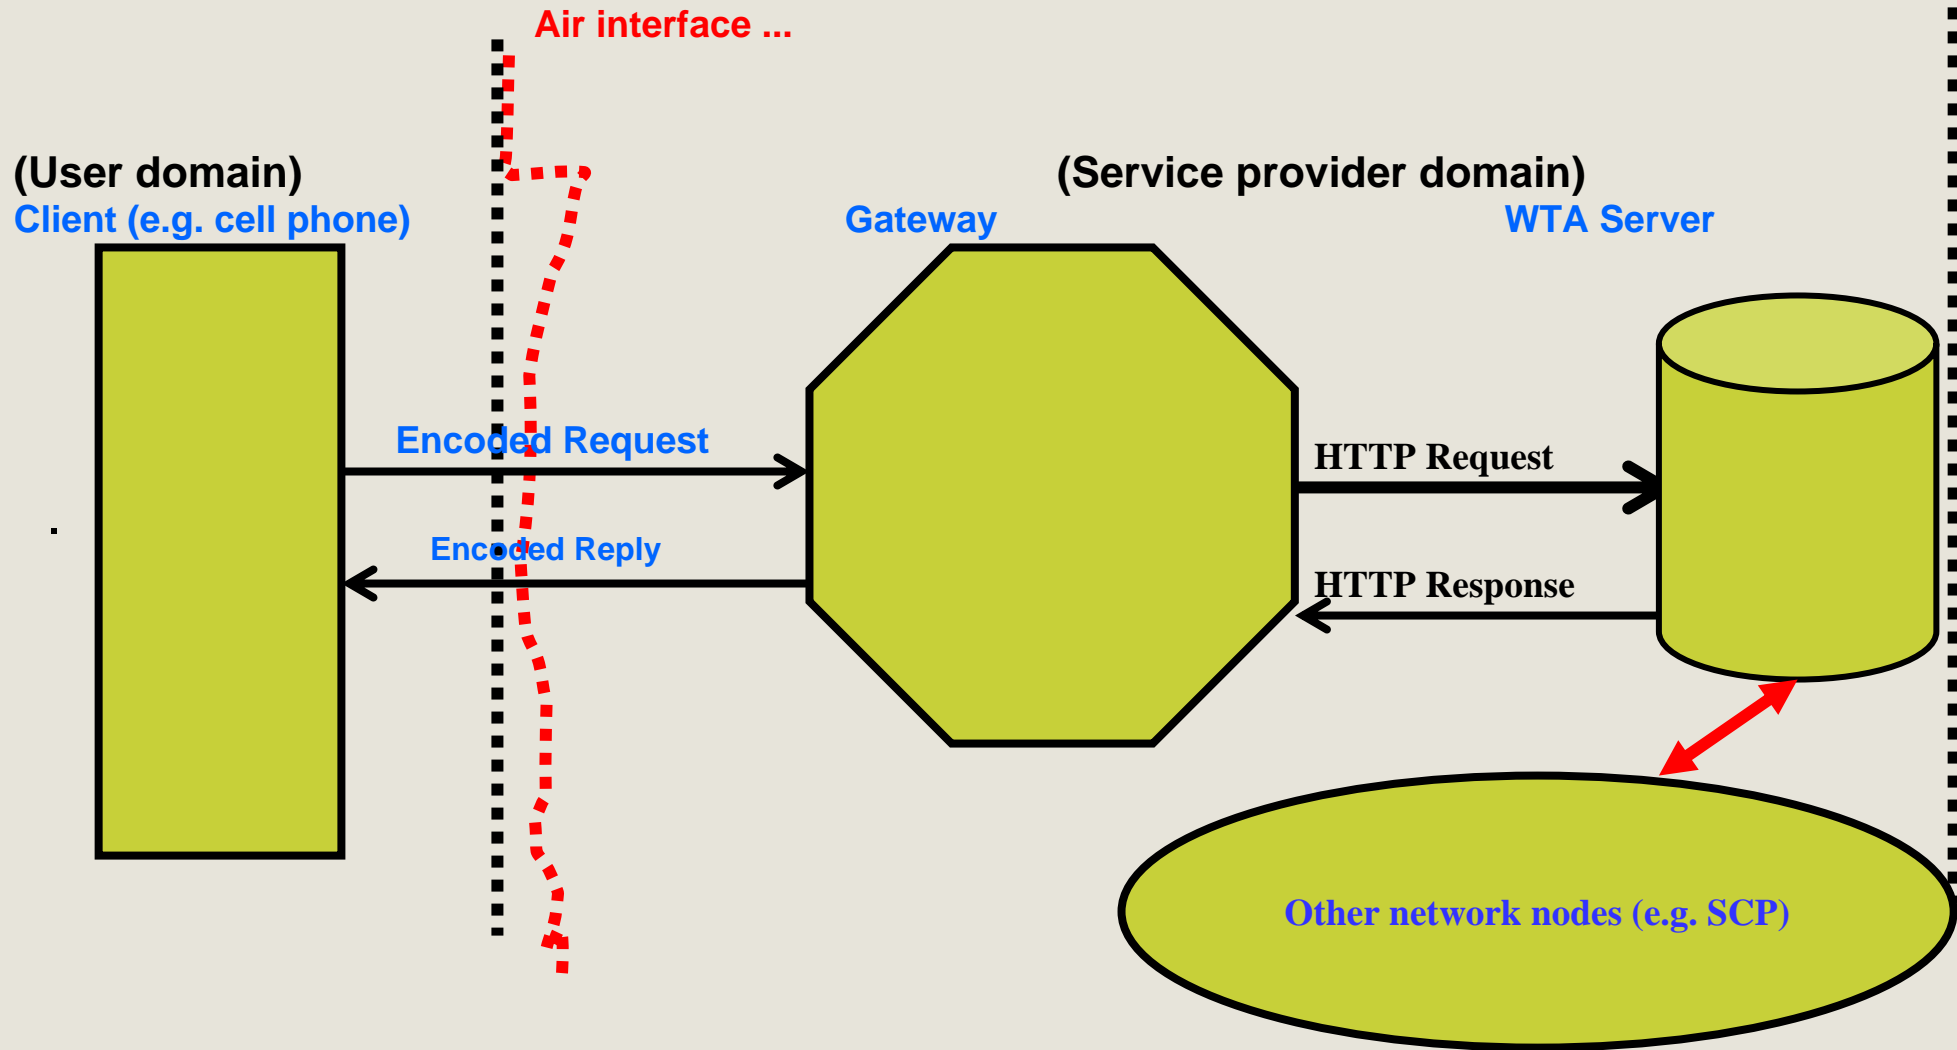 Air interface ...
(User domain)
(Service provider domain)
Client (e.g. cell phone)
Gateway
WTA Server
Encoded Request
HTTP Request
Encoded Reply
HTTP Response
Other network nodes (e.g. SCP)